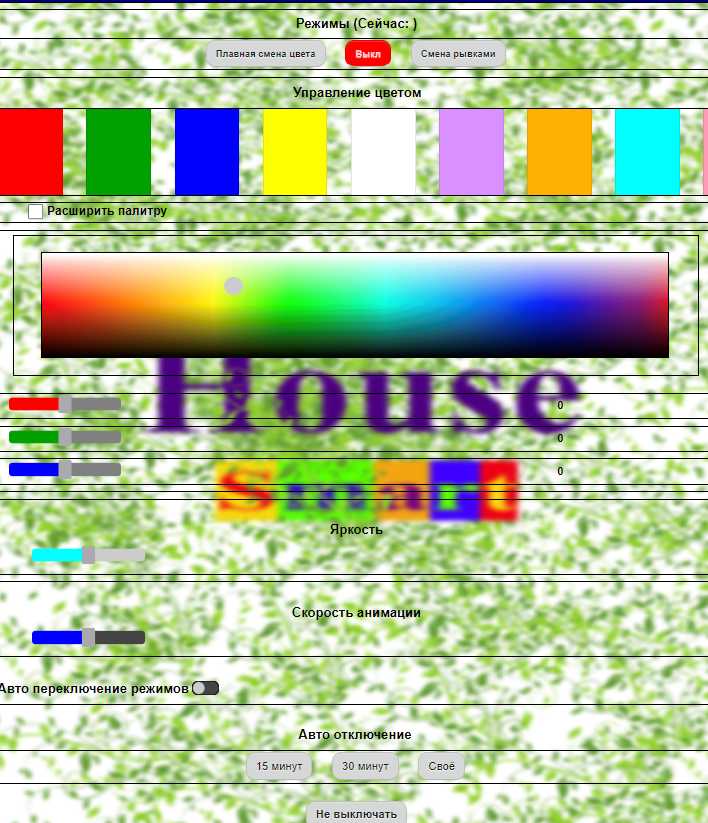 Режимы (Сейчас: )
Плавная смена цвета Выкл Смена рывками
Управление цветом
Расширить палитру
House
0
0
0
Smart
Яркость
Скорость анимации
Авто переключение режимов
Авто отключение
15 минут 30 минут Своё
Не выключать